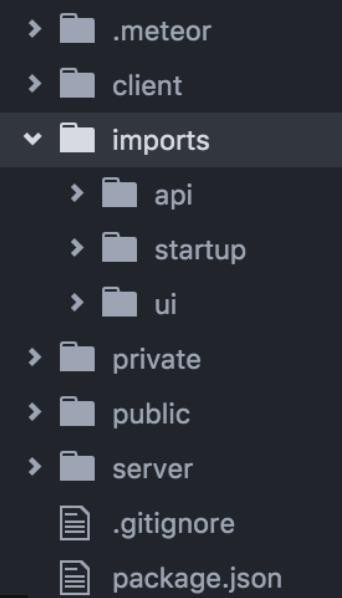 .meteor
client
imports
api
startup
ui
private
public
server
.gitignore
package.json